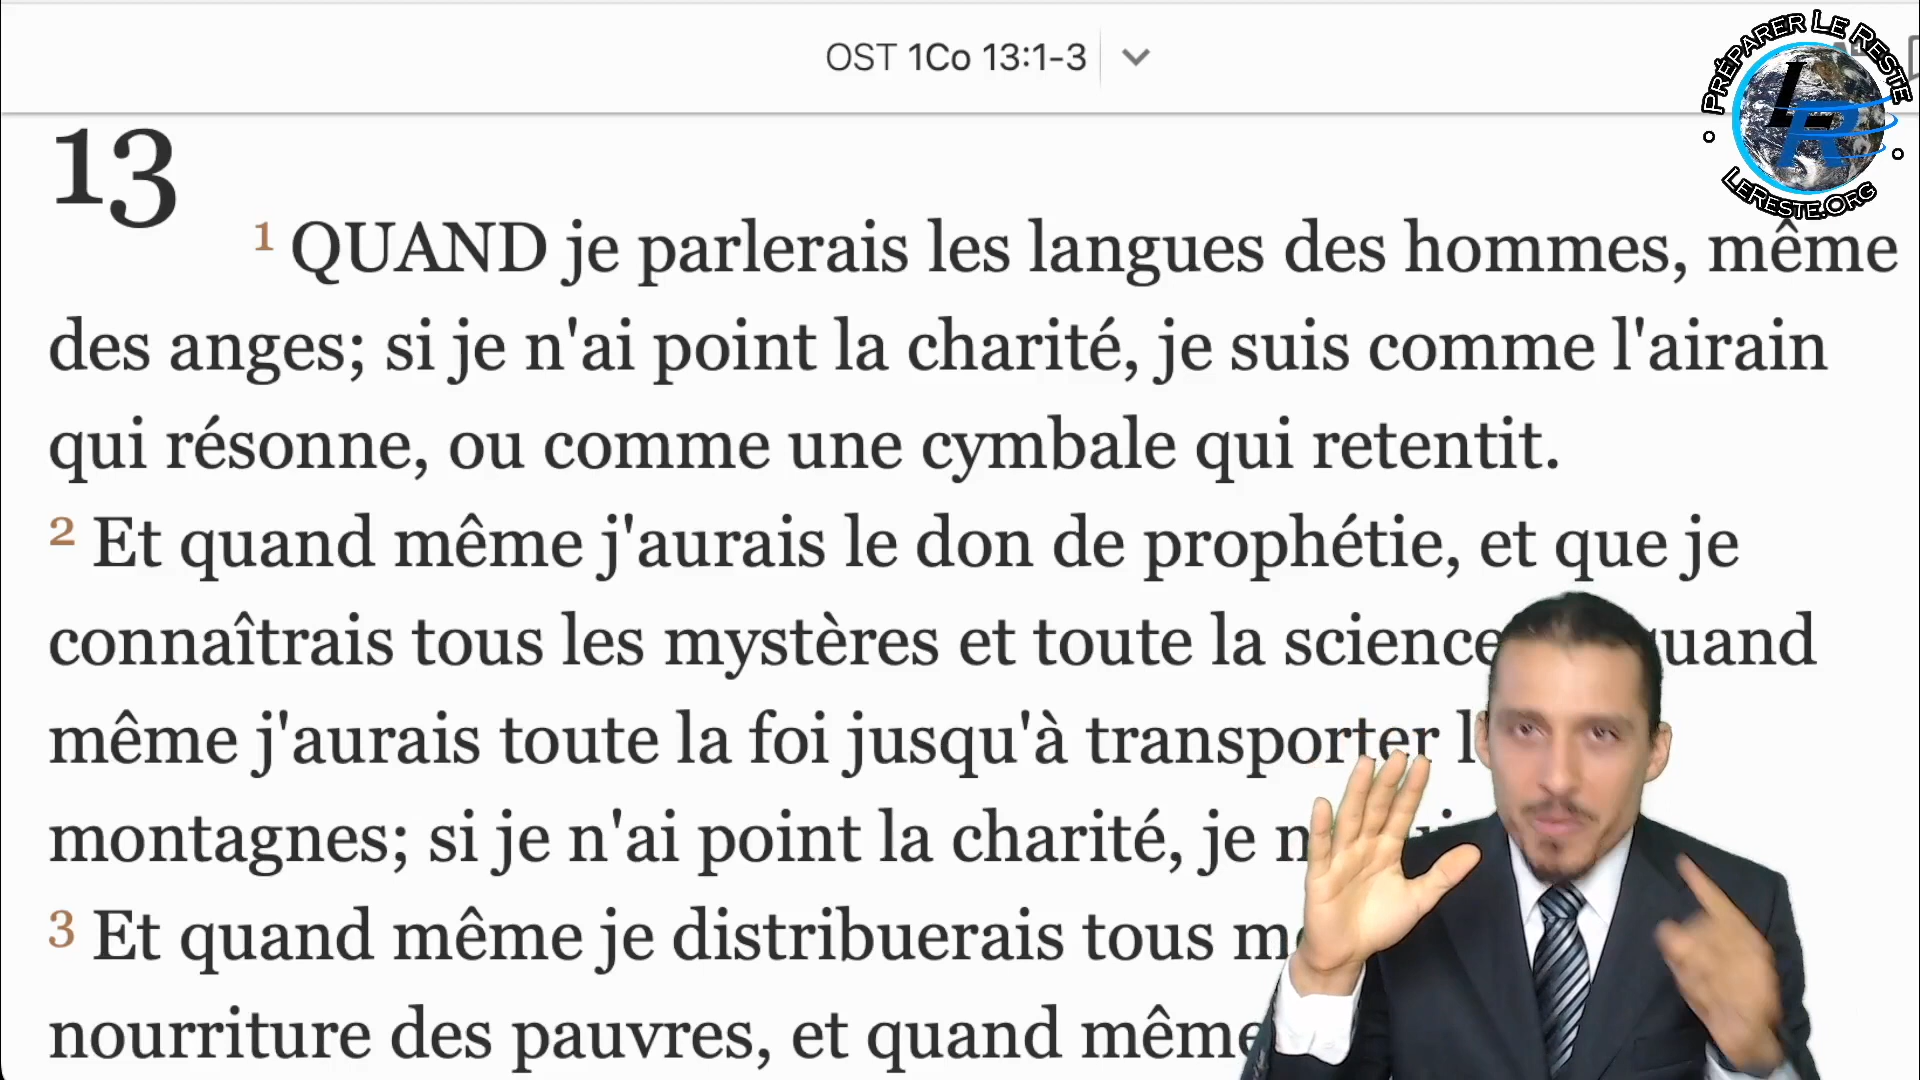 OST 1Co 13:1-3
PRÉPARER LE RESTE
LR
LERESTE.ORG
13
1 QUAND je parlerais les langues des hommes, même
des anges; si je n'ai point la charité, je suis comme l'airain
qui résonne, ou comme une cymbale qui retentit.
2 Et quand même j'aurais le don de prophétie, et que je
connaîtrais tous les mystères et toute la science quand
même j'aurais toute la foi jusqu'à transporter
montagnes; si je n'ai point la charité, je
3 Et quand même je distribuerais tous
nourriture des pauvres, et quand même